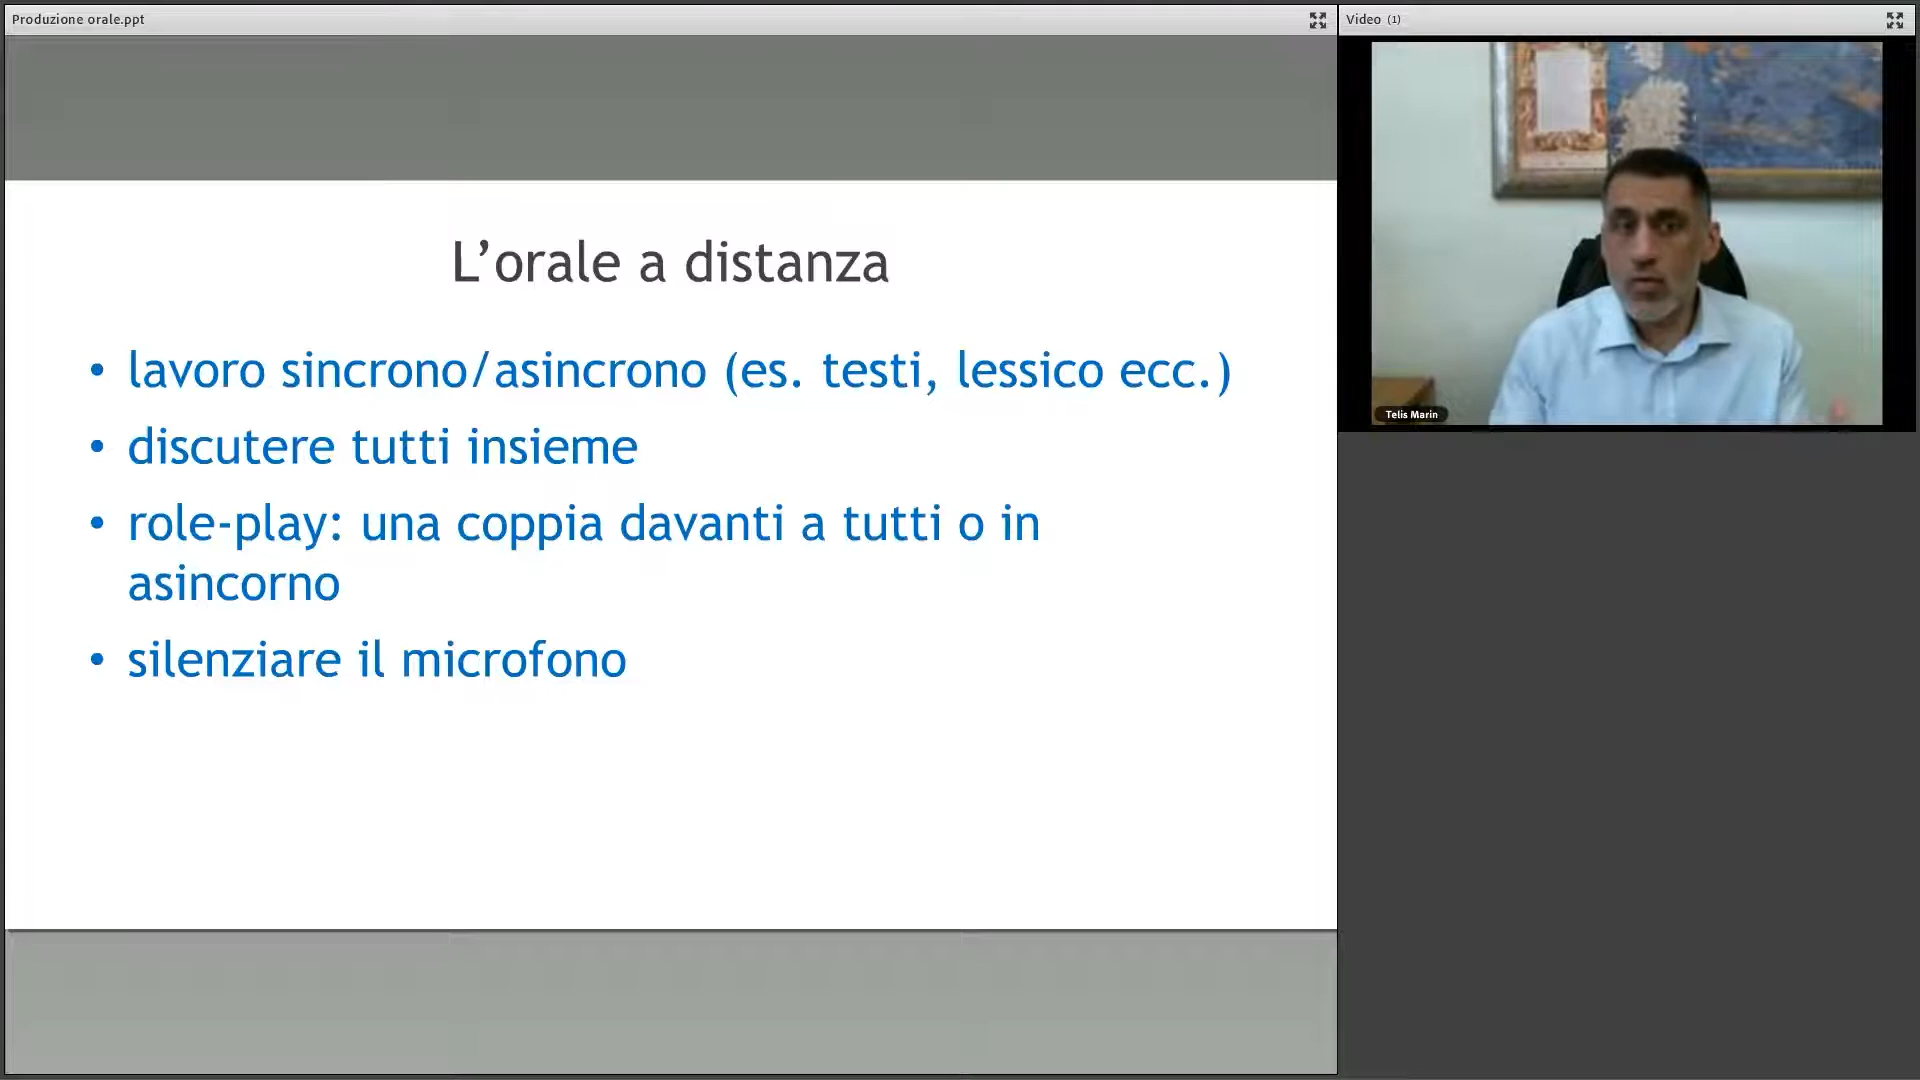 Produzione orale.ppt
Video (1)
L’orale a distanza
• lavoro sincrono/asincrono (es. testi, lessico ecc.)
• discutere tutti insieme
• role-play: una coppia davanti a tutti o in
asincorno
• silenziare il microfono
Telis Marin